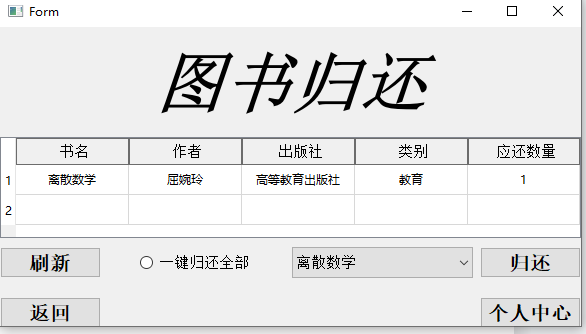 Form
图书归还
书名 作者 出版社 类别 应还数量
1 离散数学 屈婉玲 高等教育出版社 教育 1
2
刷新 一键归还全部 离散数学 归还
返回 个人中心